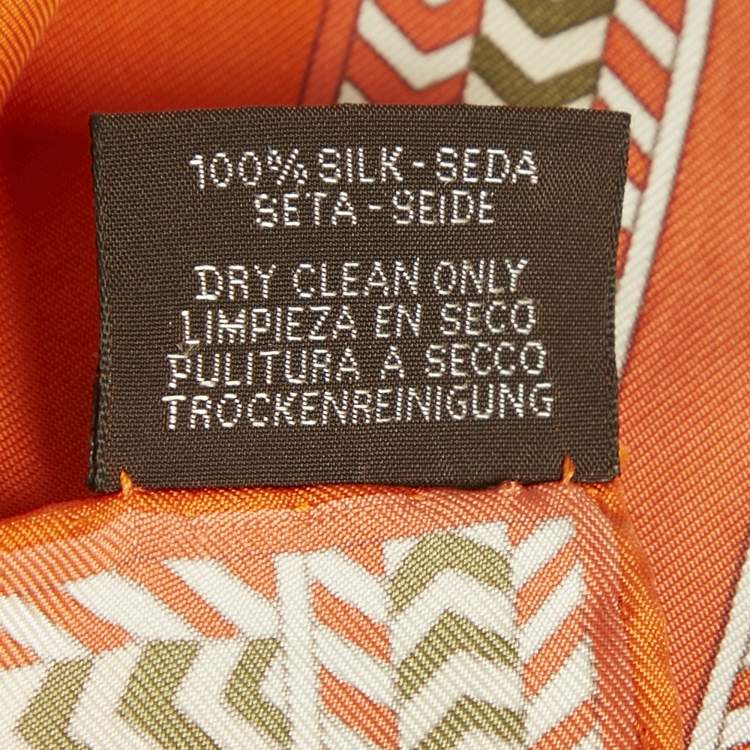 100% SILK - SEDA
SETA - SEIDE
DRY CLEAN ONLY
LIMPIEZA EN SECO
PULITURA A SECCO
TROCKENREINIGUNG